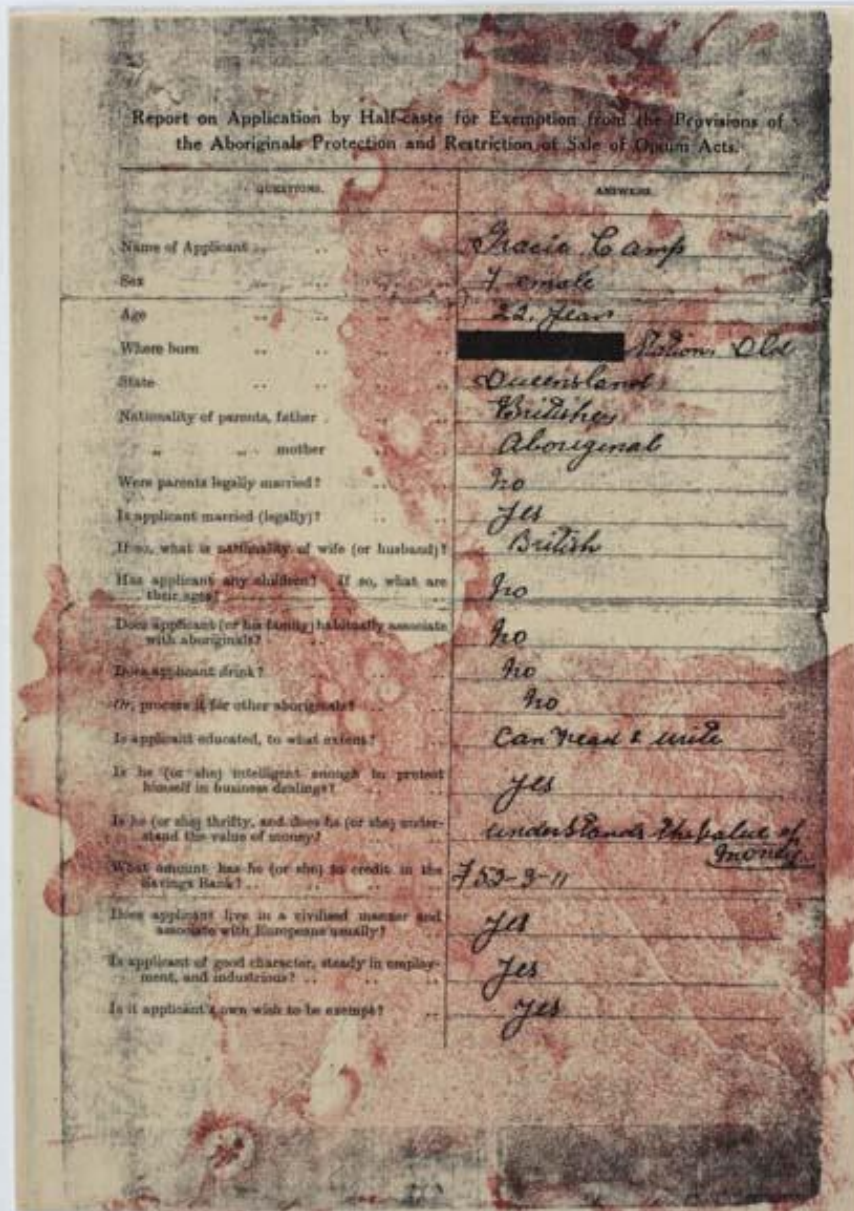 Report on Application by Half-caste for Exemption from the Provisions of
the Aboriginals Protection and Restriction of Sale of Opium Acts.
QUESTIONS. ANSWERS.
Name of Applicant .. .. .. Gracie Camp
Sex .. .. .. .. Female
Age .. .. .. .. 22. years
Where born .. .. .. .. Station. Qld
State .. .. .. .. Queensland
Nationality of parents, father .. .. Britisher
„ „ mother .. .. Aboriginal
Were parents legally married? .. .. no
Is applicant married (legally)? .. .. yes
If so, what is nationality of wife (or husband)? British
Has applicant any children? If so, what are
their ages? .. .. .. no
Does applicant (or his family) habitually associate
with aboriginals? .. .. .. no
Does applicant drink? .. .. .. no
Or, procure it for other aboriginals? .. .. no
Is applicant educated, to what extent? .. .. Can read & write
Is he (or she) intelligent enough to protect
himself in business dealings? .. .. yes
Is he (or she) thrifty, and does he (or she) under-
stand the value of money? .. .. understands the value of
money.
What amount has he (or she) to credit in the
Savings Bank? .. .. .. £53-3-11
Does applicant live in a civilised manner and
associate with Europeans usually? .. .. yes
Is applicant of good character, steady in employ-
ment, and industrious? .. .. .. yes
Is it applicant's own wish to be exempt? .. yes